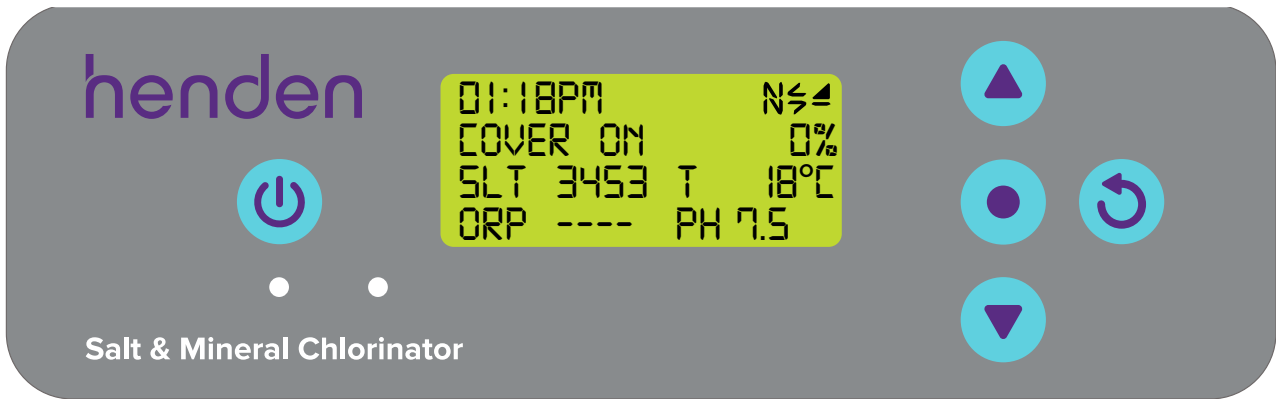 henden
01:18PM N
COVER ON 0%
SLT 3453 T 18°C
ORP ---- PH 7.5
Salt & Mineral Chlorinator